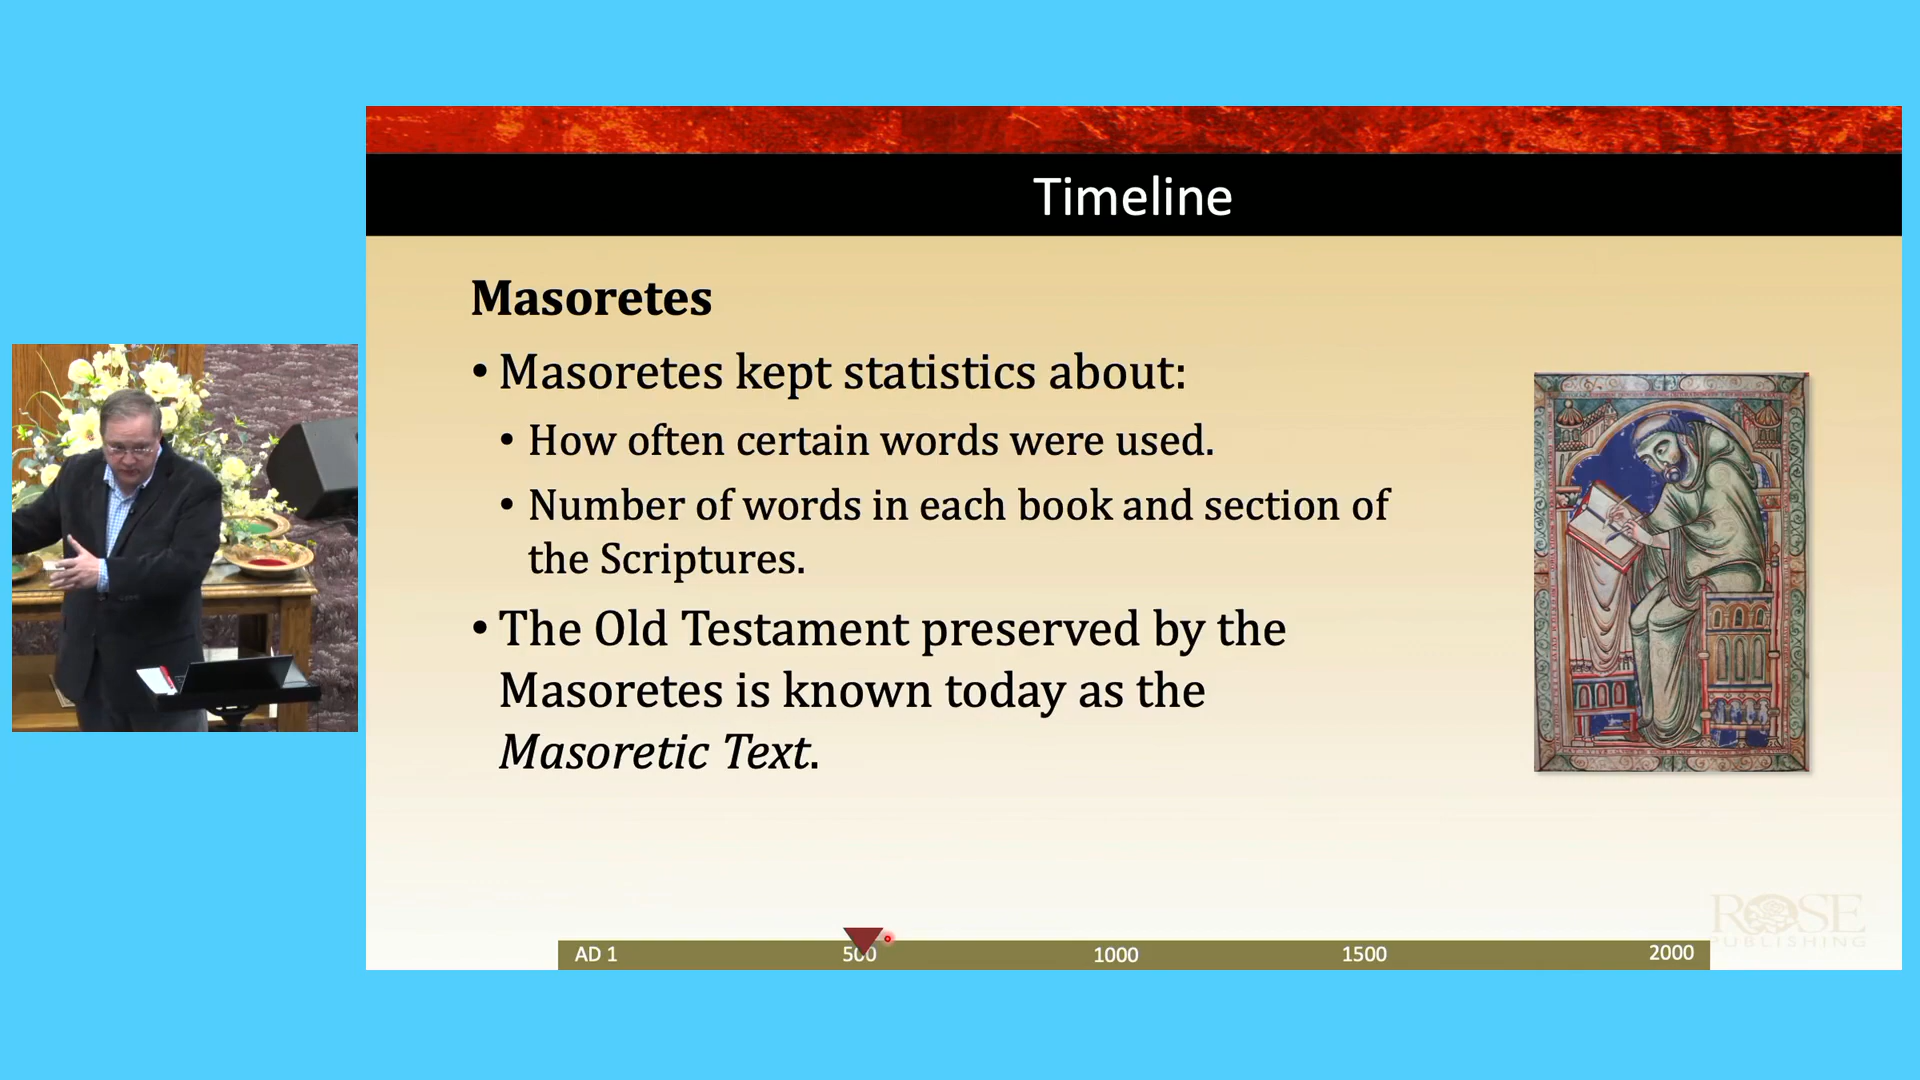 Timeline
Masoretes
• Masoretes kept statistics about:
• How often certain words were used.
• Number of words in each book and section of
the Scriptures.
• The Old Testament preserved by the
Masoretes is known today as the
Masoretic Text.
ROSE
PUBLISHING
AD 1 500 1000 1500 2000